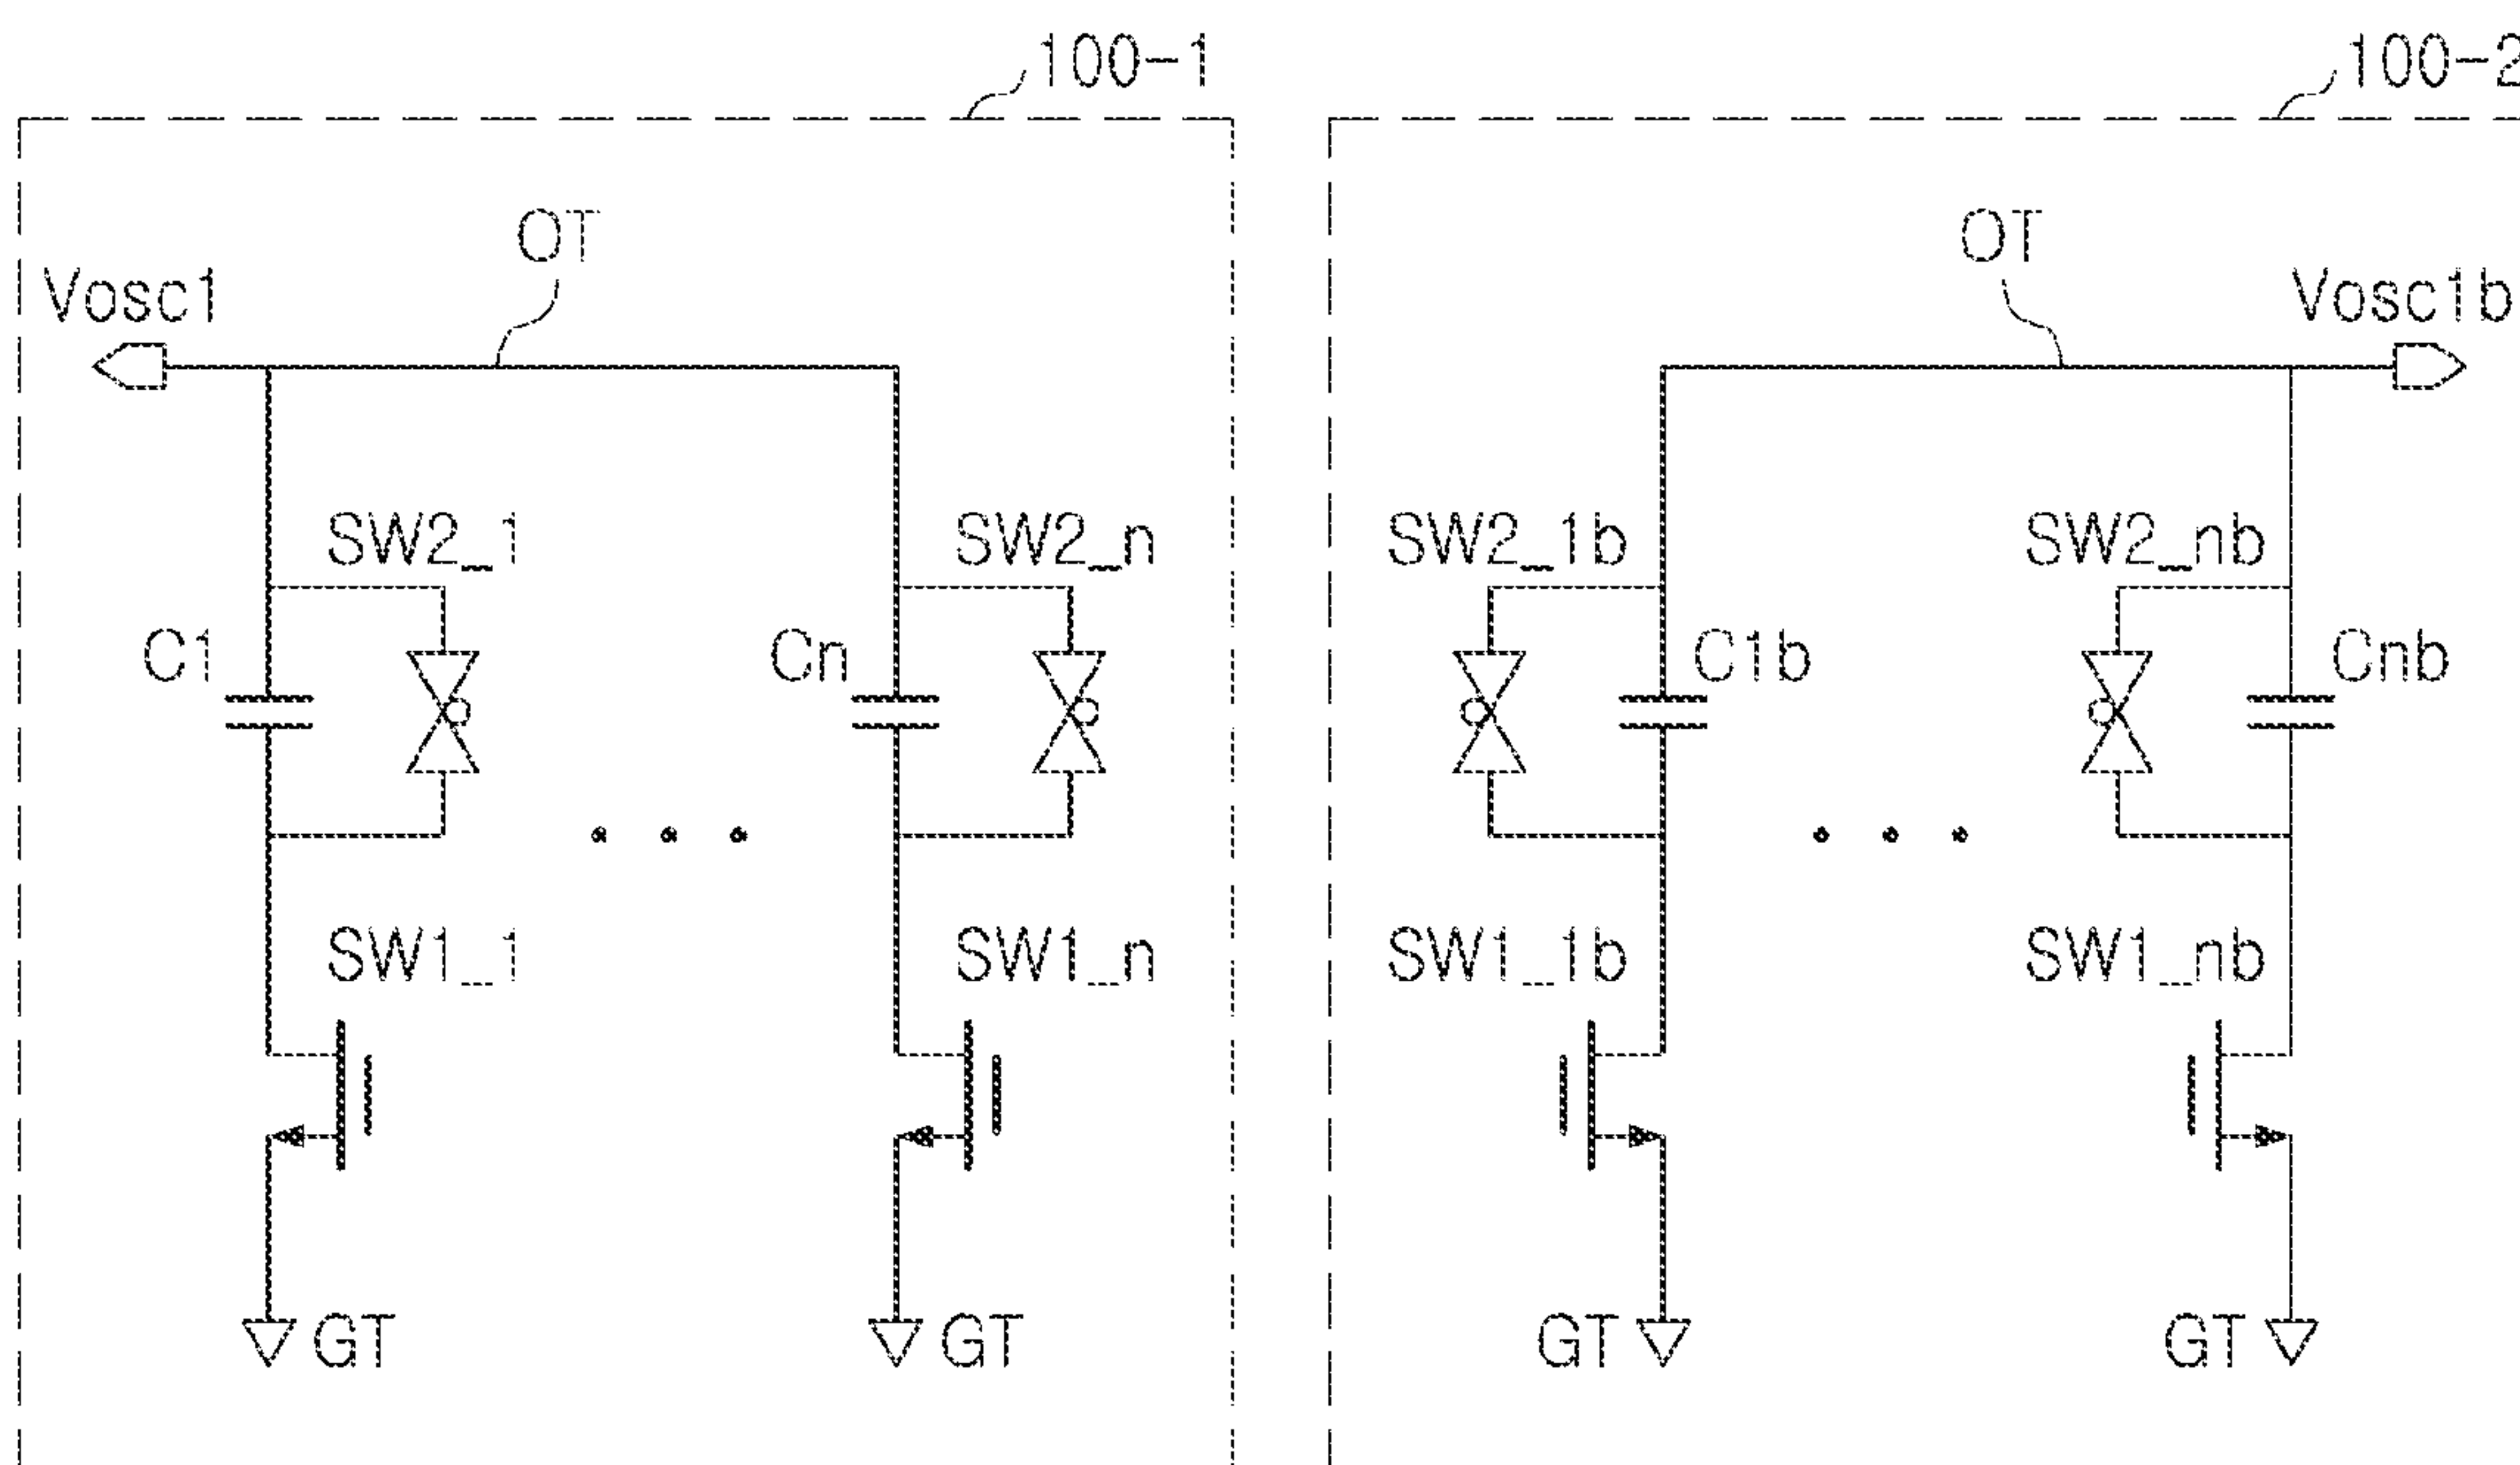 100-1
100-2
OT
OT
Vosc1
Vosc1b
SW2_1
SW2_n
SW2_1b
SW2_nb
C1
Cn
C1b
Cnb
SW1_1
SW1_n
SW1_1b
SW1_nb
GT
GT
GT
GT